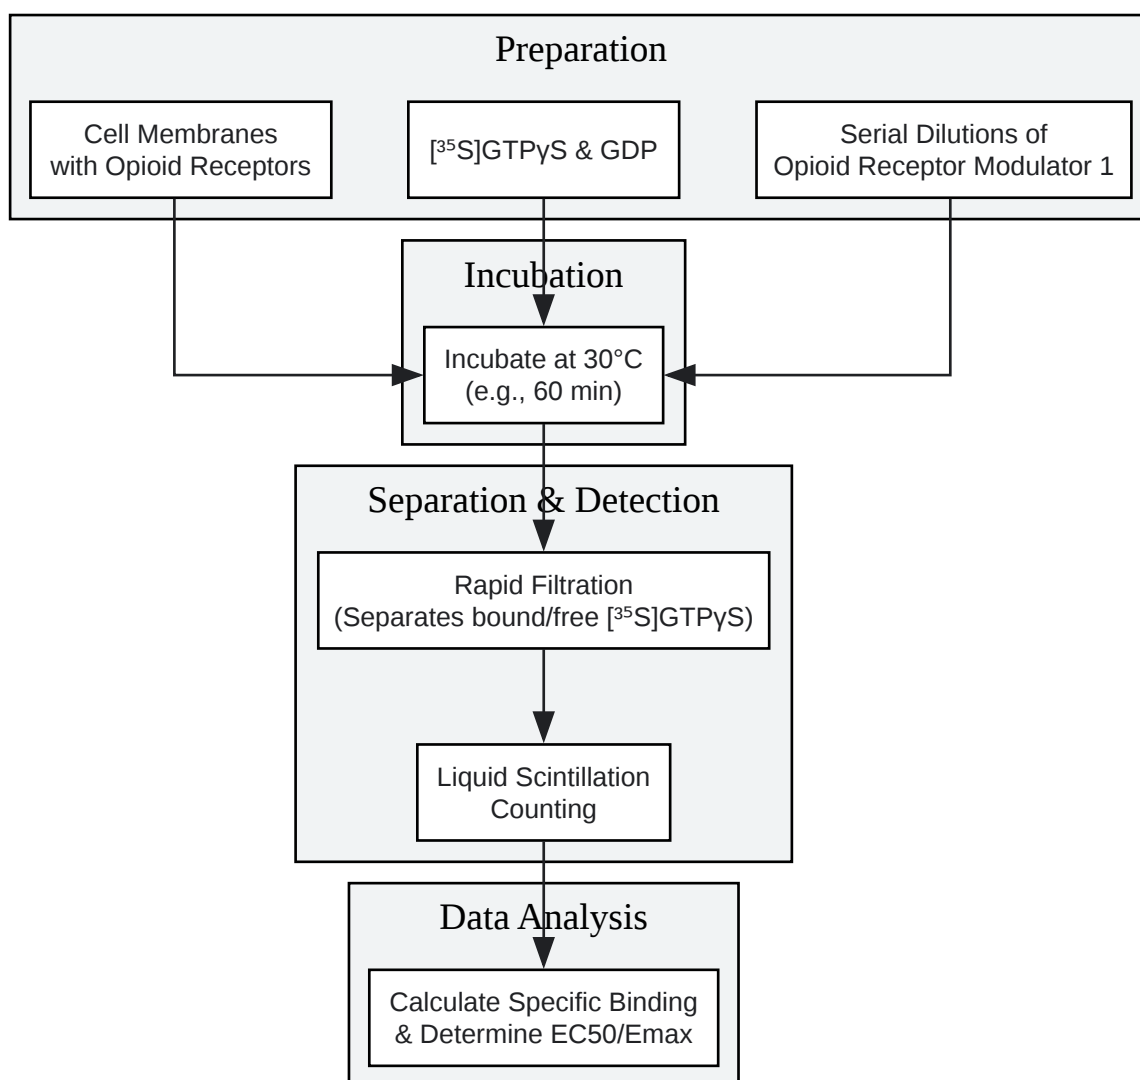 Preparation
Cell Membranes
with Opioid Receptors
[³⁵S]GTPγS & GDP
Serial Dilutions of
Opioid Receptor Modulator 1
Incubation
Incubate at 30°C
(e.g., 60 min)
Separation & Detection
Rapid Filtration
(Separates bound/free [³⁵S]GTPγS)
Liquid Scintillation
Counting
Data Analysis
Calculate Specific Binding
& Determine EC50/Emax